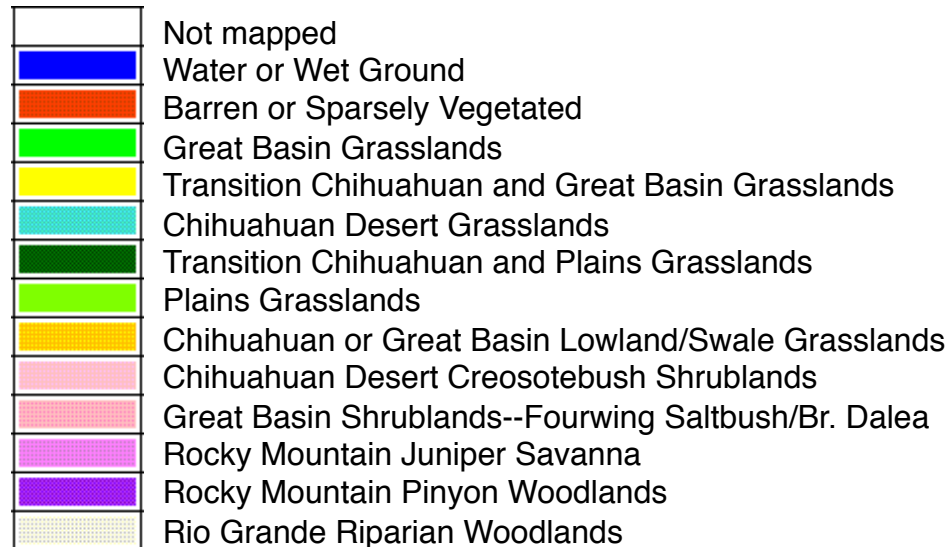 Not mapped
Water or Wet Ground
Barren or Sparsely Vegetated
Great Basin Grasslands
Transition Chihuahuan and Great Basin Grasslands
Chihuahuan Desert Grasslands
Transition Chihuahuan and Plains Grasslands
Plains Grasslands
Chihuahuan or Great Basin Lowland/Swale Grasslands
Chihuahuan Desert Creosotebush Shrublands
Great Basin Shrublands--Fourwing Saltbush/Br. Dalea
Rocky Mountain Juniper Savanna
Rocky Mountain Pinyon Woodlands
Rio Grande Riparian Woodlands